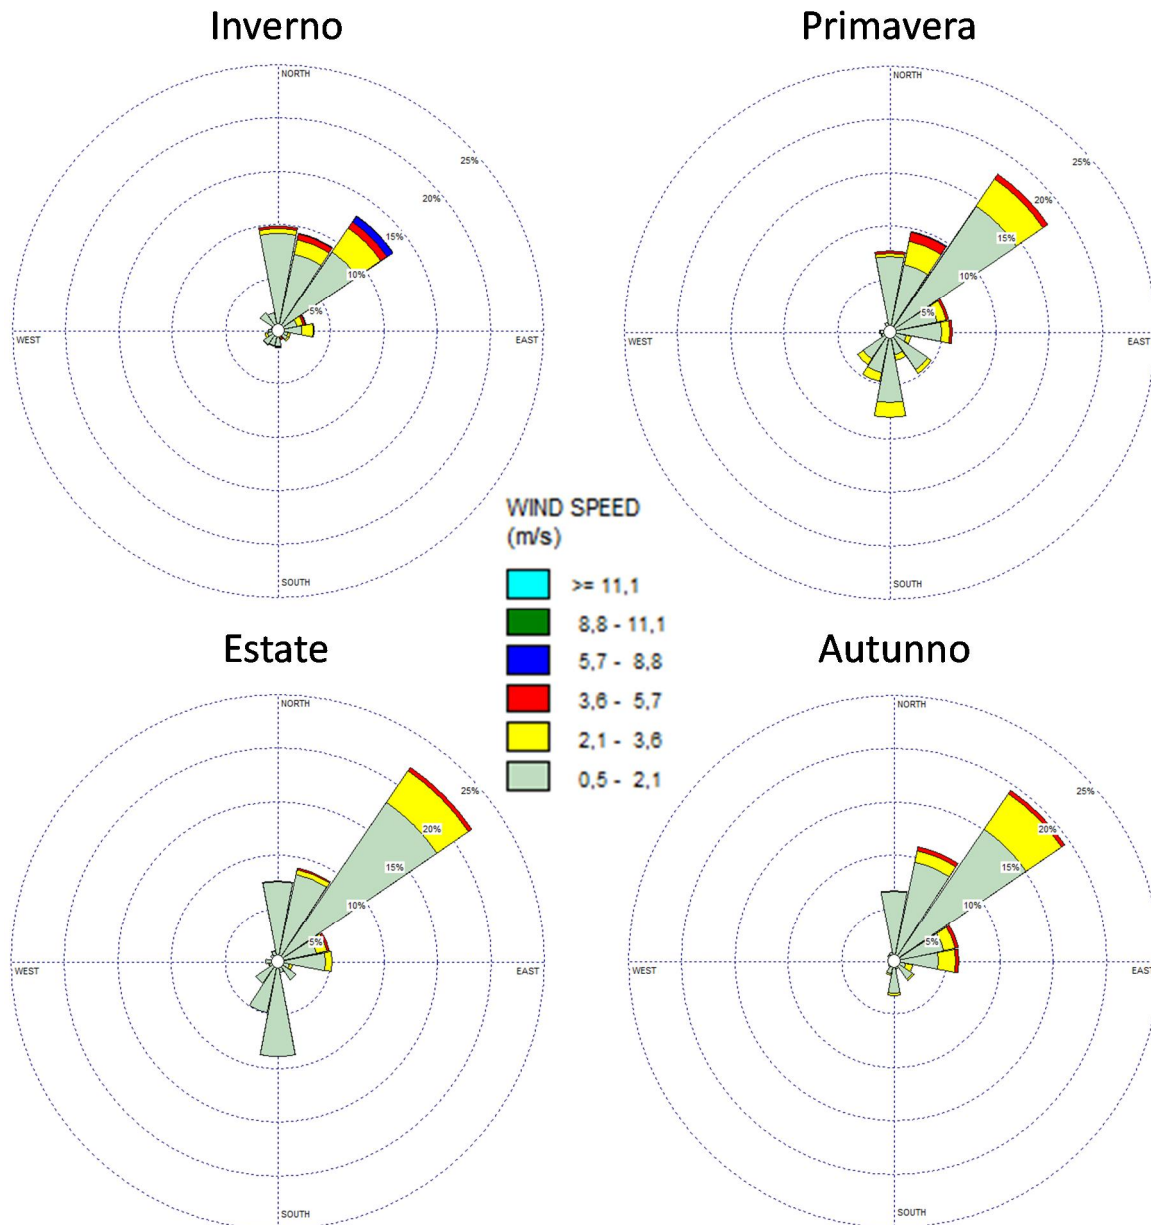 Inverno
Primavera
NORTH
25%
20%
15%
10%
5%
WEST
EAST
SOUTH
NORTH
25%
20%
15%
10%
5%
WEST
EAST
SOUTH
WIND SPEED
(m/s)
>= 11,1
8,8 - 11,1
5,7 - 8,8
3,6 - 5,7
2,1 - 3,6
0,5 - 2,1
Estate
Autunno
NORTH
25%
20%
15%
10%
5%
WEST
EAST
SOUTH
NORTH
25%
20%
15%
10%
5%
WEST
EAST
SOUTH